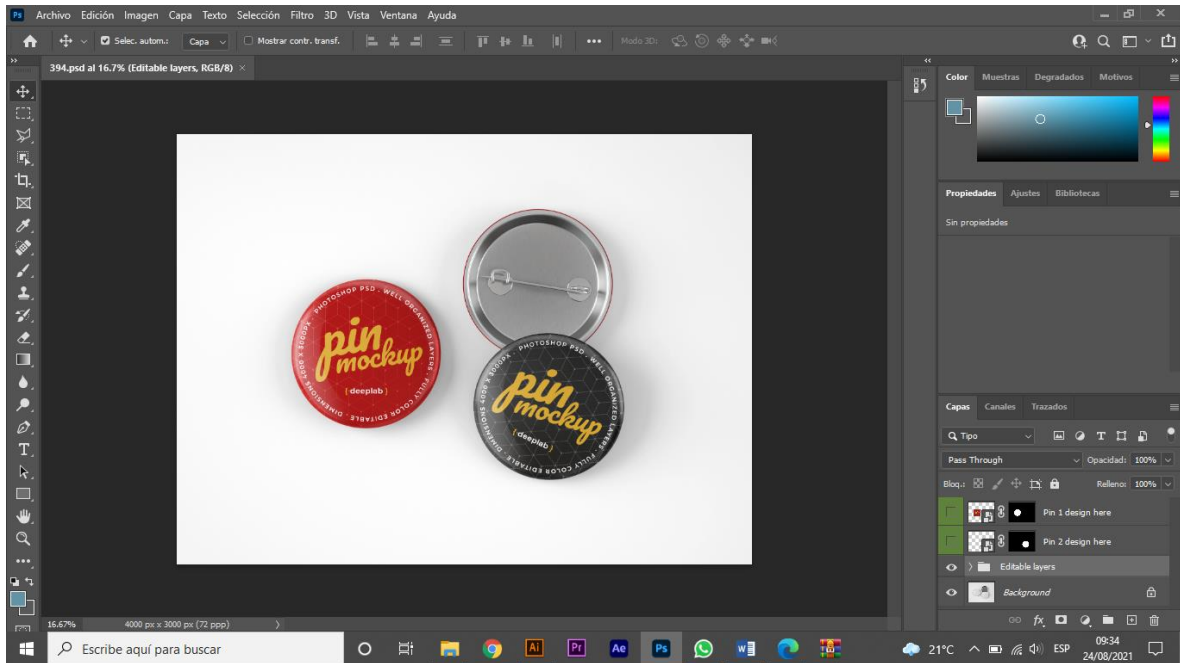 Ps Archivo Edición Imagen Capa Texto Selección Filtro 3D Vista Ventana Ayuda
Selec. autom.: Capa Mostrar contr. transf. Modo 3D:
394.psd al 16.7% (Editable layers, RGB/8) ×
Color Muestras Degradados Motivos
Propiedades Ajustes Bibliotecas
Sin propiedades
PHOTOSHOP PSD . WELL ORGANIZED LAYERS . FULLY COLOR EDITABLE . DIMENSIONS 4000 X 3000PX .
pin
mockup
{ deeplab }
PHOTOSHOP PSD . WELL ORGANIZED LAYERS . FULLY COLOR EDITABLE . DIMENSIONS 4000 X 3000PX .
pin
mockup
{ deeplab }
Capas Canales Trazados
Tipo
Pass Through Opacidad: 100%
Bloq.: Relleno: 100%
Pin 1 design here
Pin 2 design here
Editable layers
Background
16.67% 4000 px x 3000 px (72 ppp)
Escribe aquí para buscar Ai Pr Ae Ps 21°C ESP 09:34
24/08/2021